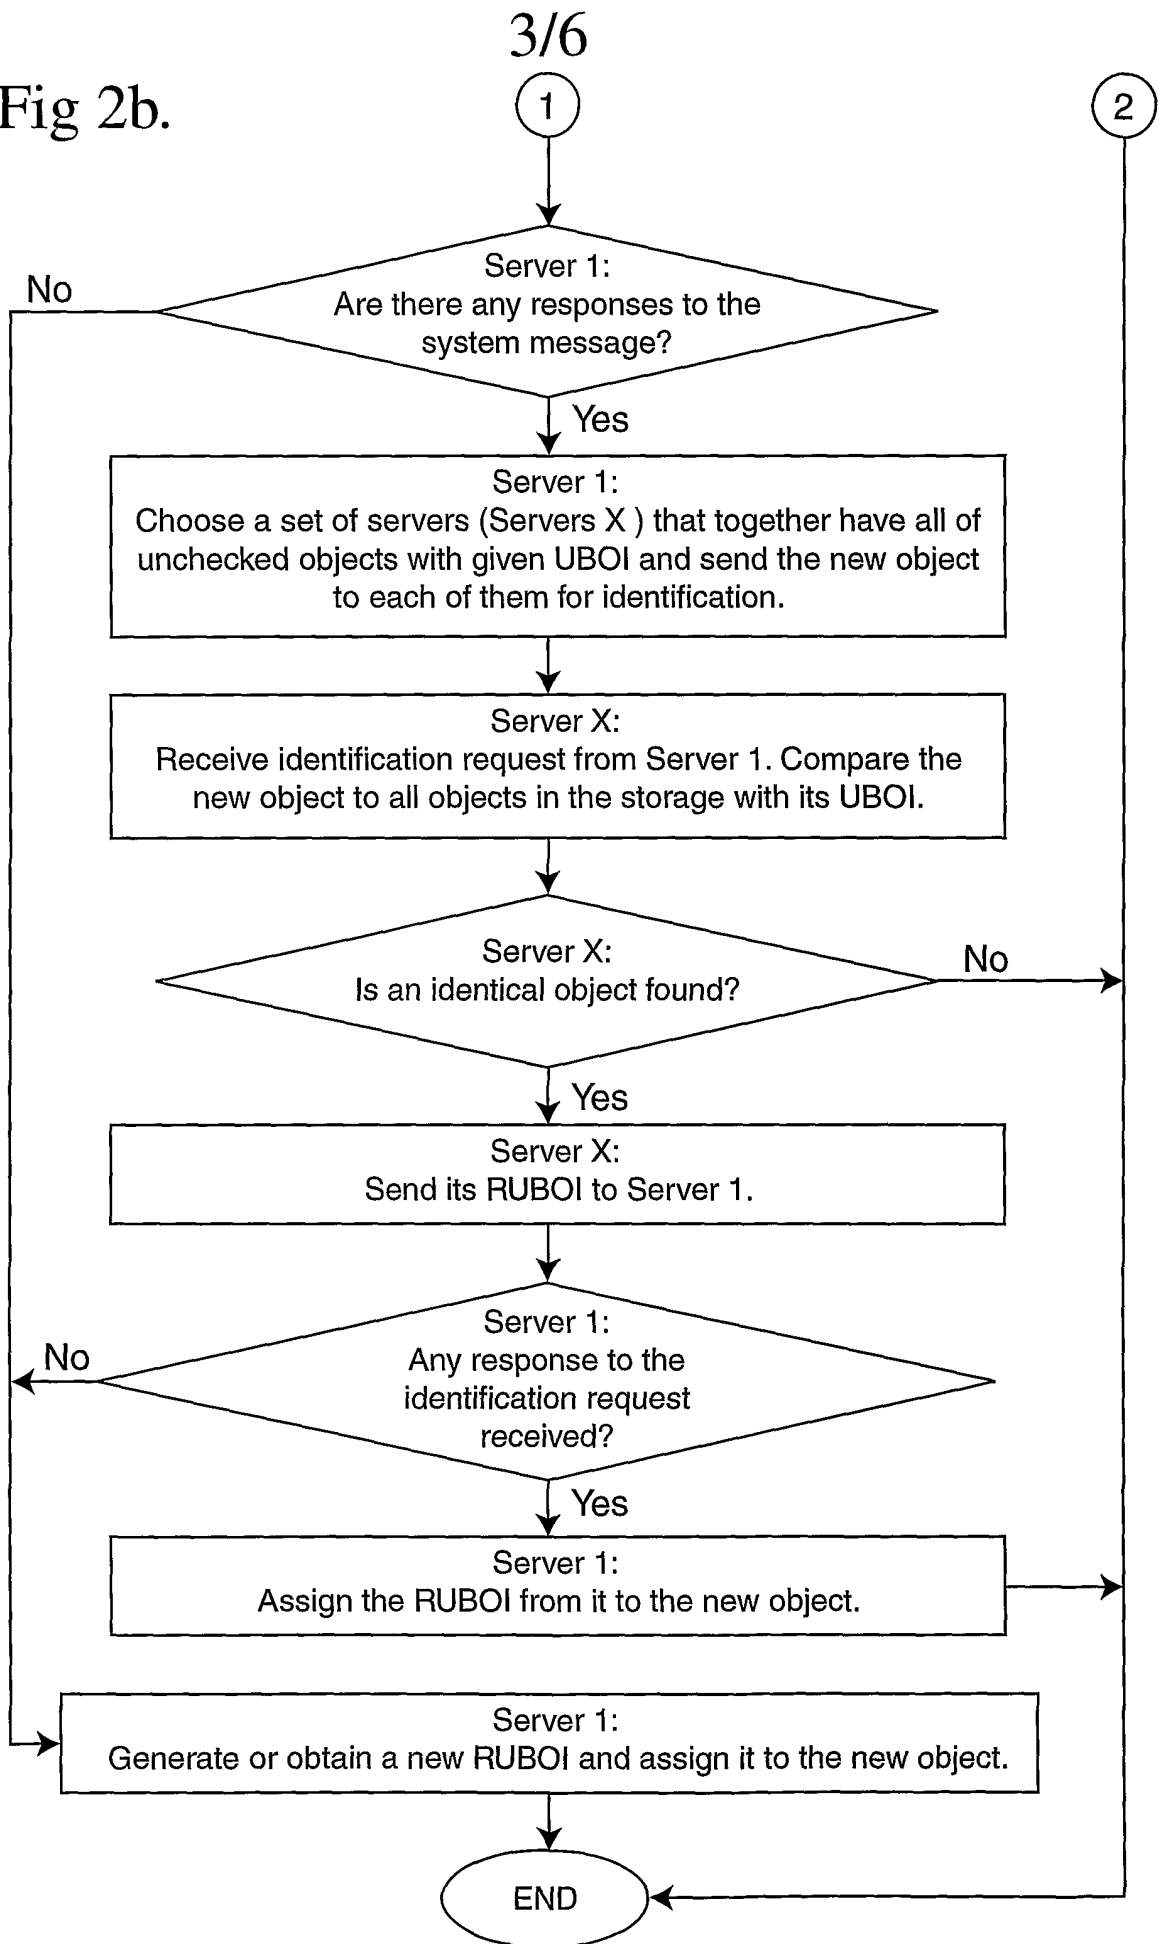 3/6
Fig 2b.
1
2
Server 1:
Are there any responses to the
system message?
No
Yes
Server 1:
Choose a set of servers (Servers X ) that together have all of
unchecked objects with given UBOI and send the new object
to each of them for identification.
Server X:
Receive identification request from Server 1. Compare the
new object to all objects in the storage with its UBOI.
Server X:
Is an identical object found?
No
Yes
Server X:
Send its RUBOI to Server 1.
Server 1:
Any response to the
identification request
received?
No
Yes
Server 1:
Assign the RUBOI from it to the new object.
Server 1:
Generate or obtain a new RUBOI and assign it to the new object.
END